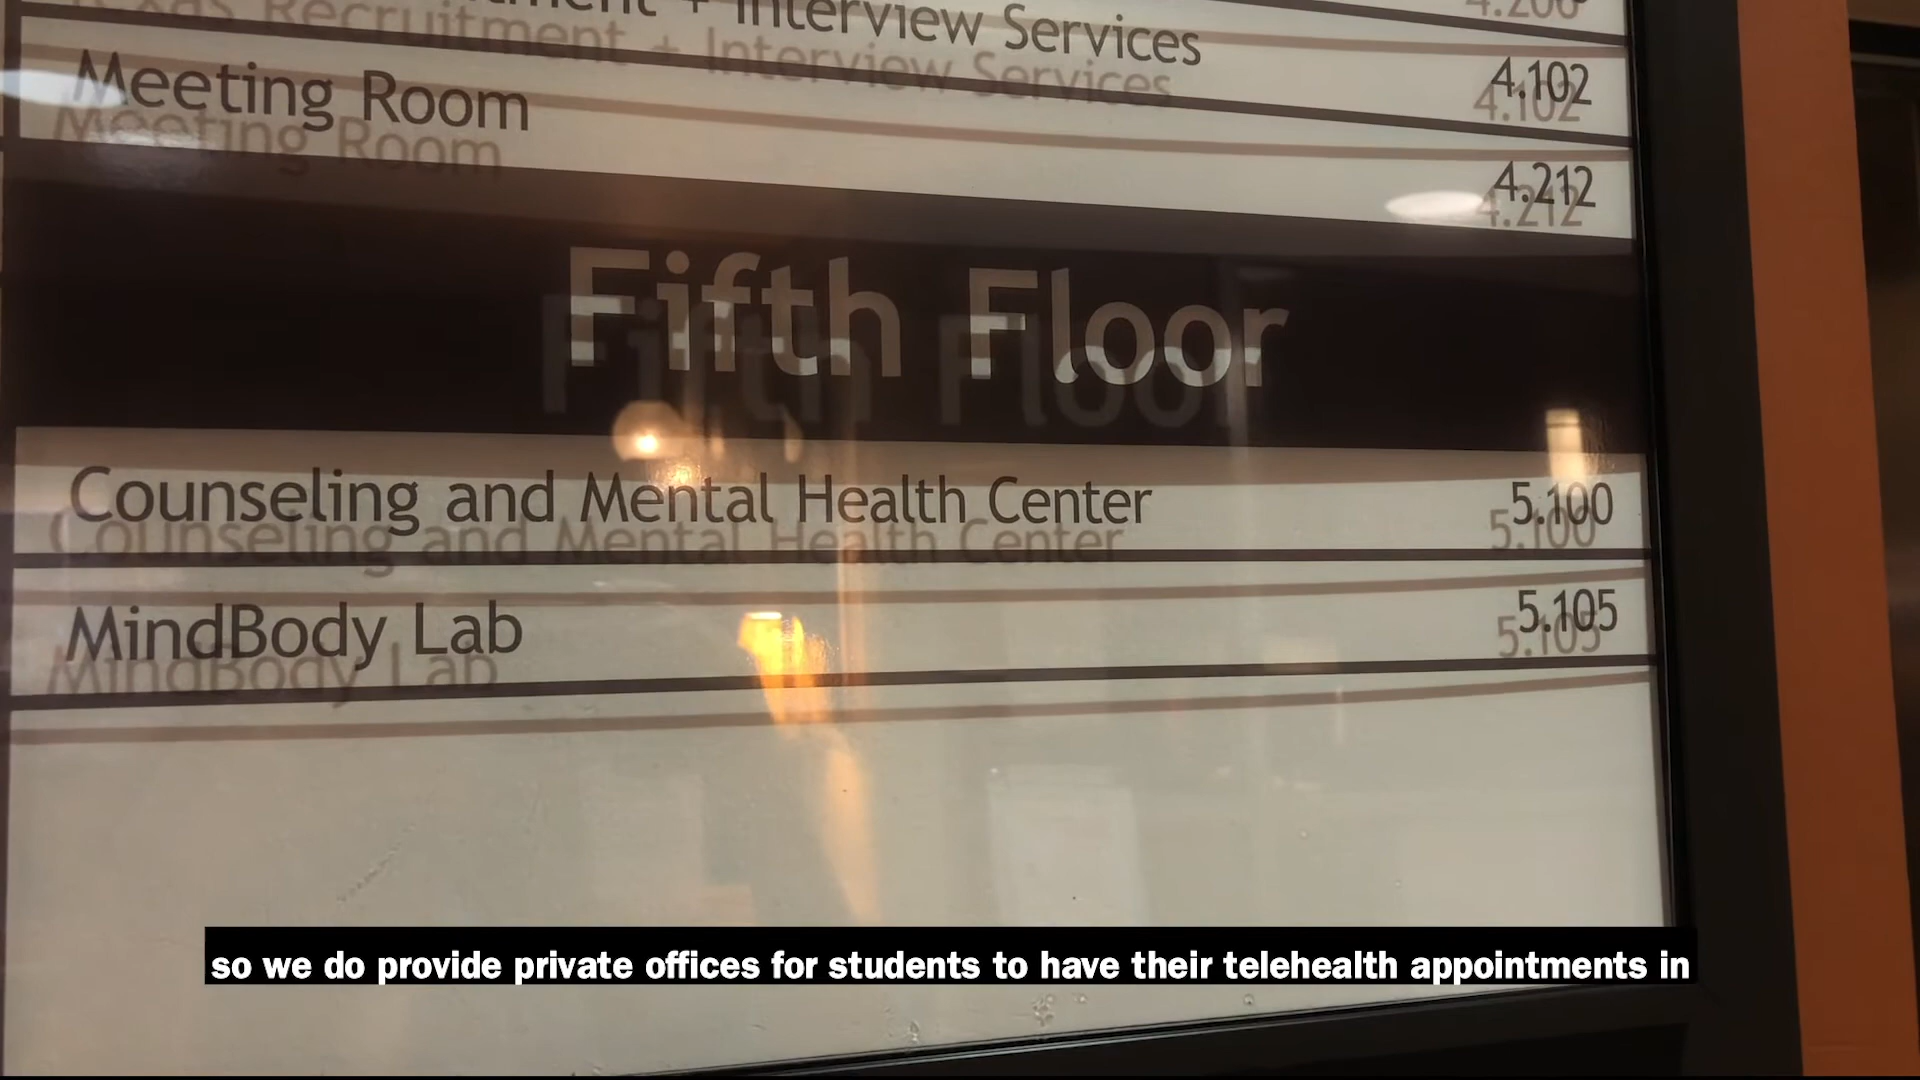 Recruitment + Interview Services
4.102
Meeting Room
4.212
Fifth Floor
Counseling and Mental Health Center 5.100
MindBody Lab 5.105
so we do provide private offices for students to have their telehealth appointments in